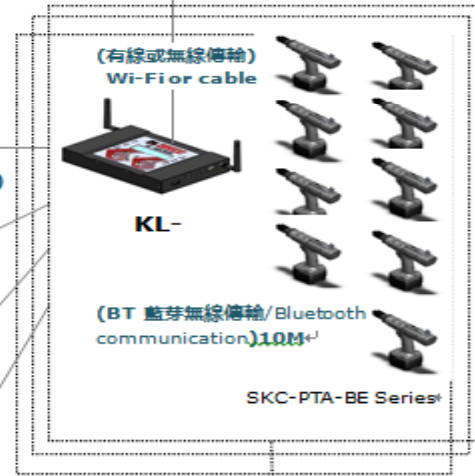 (有線或無線傳輸)
Wi-Fi or cable
KL-
(BT 藍芽無線傳輸/Bluetooth
communication)10M
SKC-PTA-BE Series